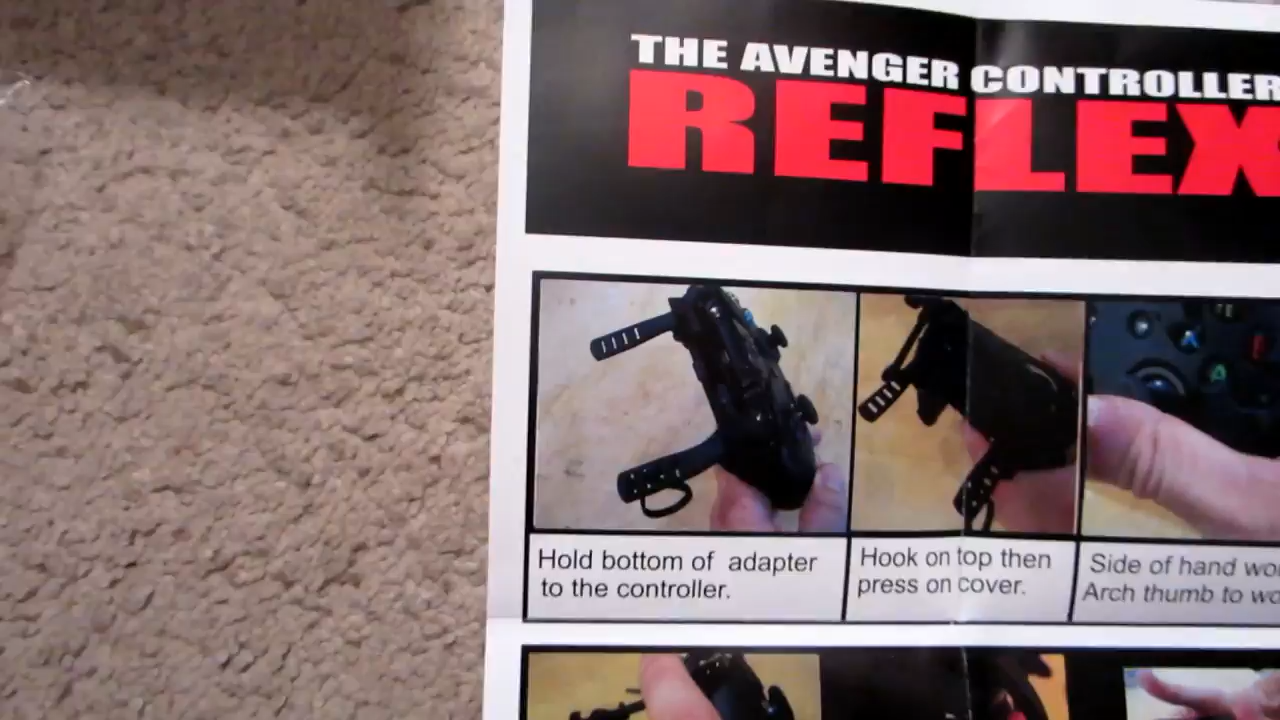 THE AVENGER CONTROLLER
REFLEX
Hold bottom of adapter
to the controller.
Hook on top then
press on cover.
Side of hand
Arch thumb to